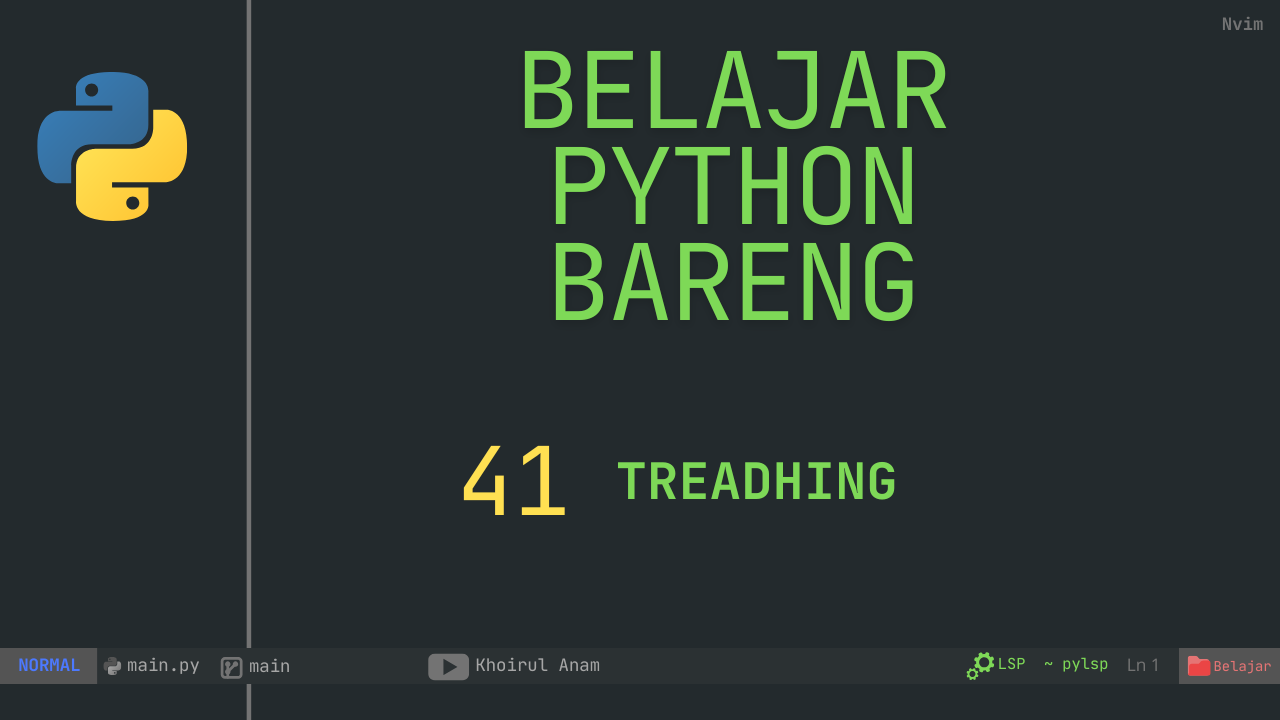 Nvim
BELAJAR
PYTHON
BARENG
41 TREADHING
NORMAL main.py main Khoirul Anam LSP ~ pylsp Ln 1 Belajar